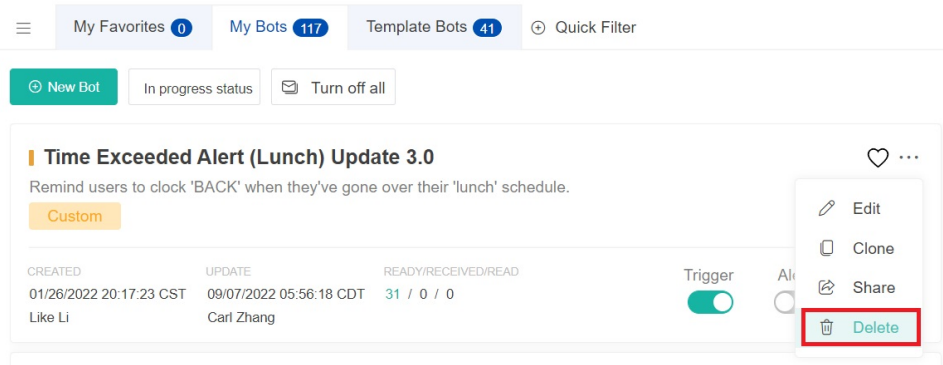 My Favorites 0 My Bots 117 Template Bots 41 Quick Filter
New Bot In progress status Turn off all
Time Exceeded Alert (Lunch) Update 3.0
Remind users to clock 'BACK' when they've gone over their 'lunch' schedule.
Custom
Edit
Clone
Share
Delete
CREATED UPDATE READY/RECEIVED/READ
01/26/2022 20:17:23 CST 09/07/2022 05:56:18 CDT 31 / 0 / 0
Like Li Carl Zhang
Trigger